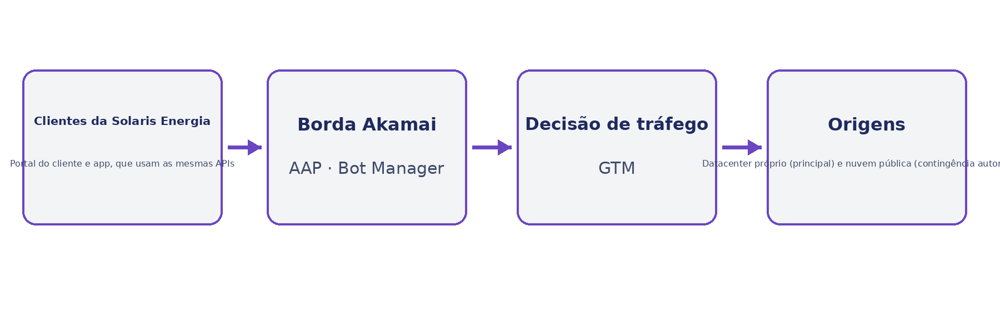 Clientes da Solaris Energia
Portal do cliente e app, que usam as mesmas APIs
Borda Akamai
AAP · Bot Manager
Decisão de tráfego
GTM
Origens
Datacenter próprio (principal) e nuvem pública (contingência